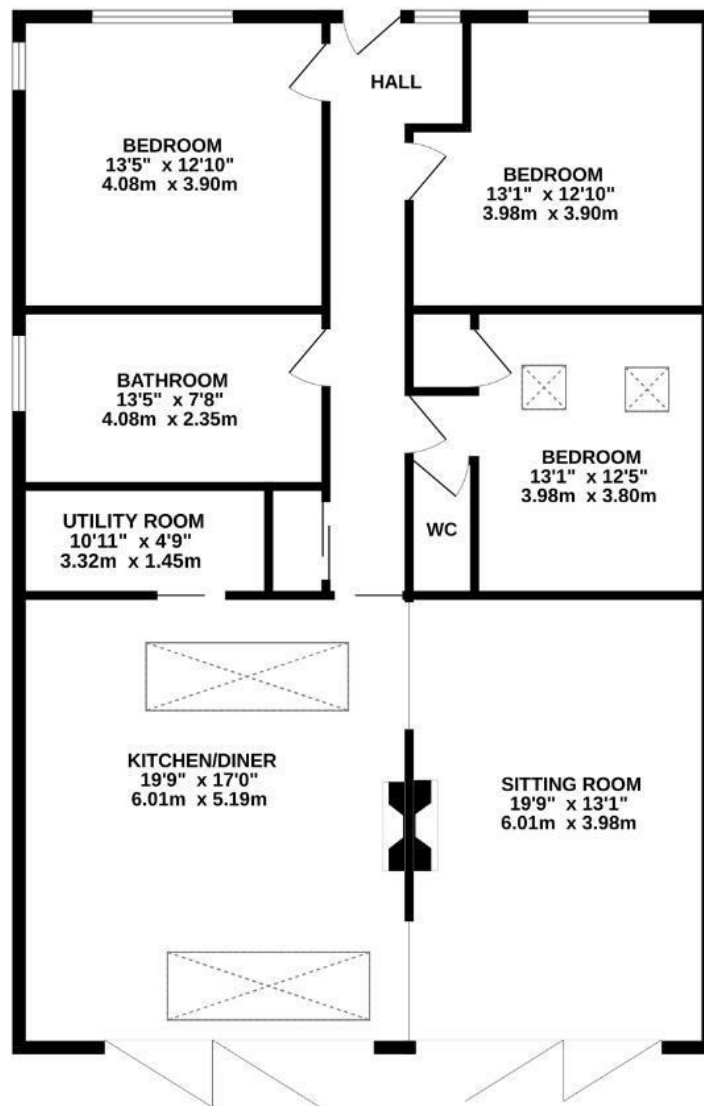 HALL
BEDROOM
13'5" x 12'10"
4.08m x 3.90m
BEDROOM
13'1" x 12'10"
3.98m x 3.90m
BATHROOM
13'5" x 7'8"
4.08m x 2.35m
BEDROOM
13'1" x 12'5"
3.98m x 3.80m
UTILITY ROOM
10'11" x 4'9"
3.32m x 1.45m
WC
KITCHEN/DINER
19'9" x 17'0"
6.01m x 5.19m
SITTING ROOM
19'9" x 13'1"
6.01m x 3.98m